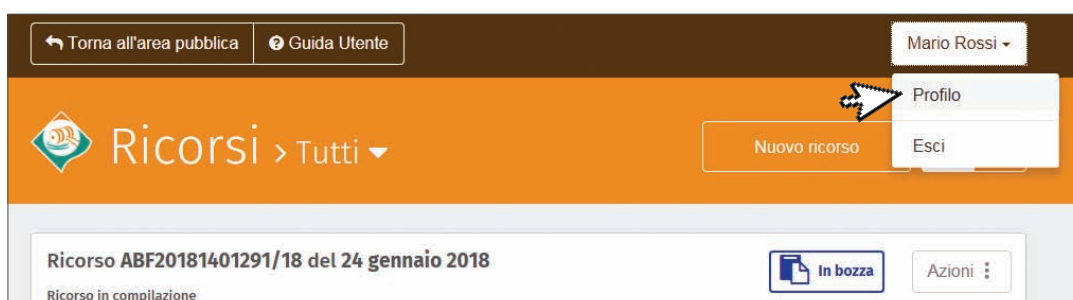 Torna all'area pubblica Guida Utente Mario Rossi
Profilo
Ricorsi > Tutti Nuovo ricorso Esci
Ricorso ABF20181401291/18 del 24 gennaio 2018 In bozza Azioni
Ricorso in compilazione